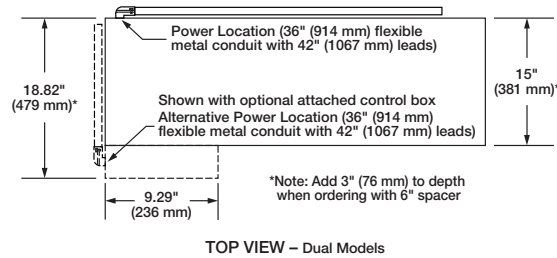 Power Location (36" (914 mm) flexible
metal conduit with 42" (1067 mm) leads)
18.82"
(479 mm)*
15"
(381 mm)*
Shown with optional attached control box
Alternative Power Location (36" (914 mm)
flexible metal conduit with 42" (1067 mm) leads)
9.29"
(236 mm)
*Note: Add 3" (76 mm) to depth
when ordering with 6" spacer
TOP VIEW – Dual Models